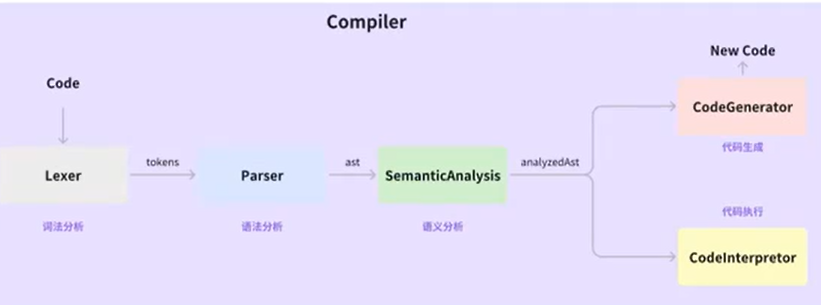 Compiler
New Code
Code
CodeGenerator
代码生成
tokens
ast
analyzedAst
Lexer
Parser
SemanticAnalysis
词法分析
语法分析
语义分析
代码执行
CodeInterpretor